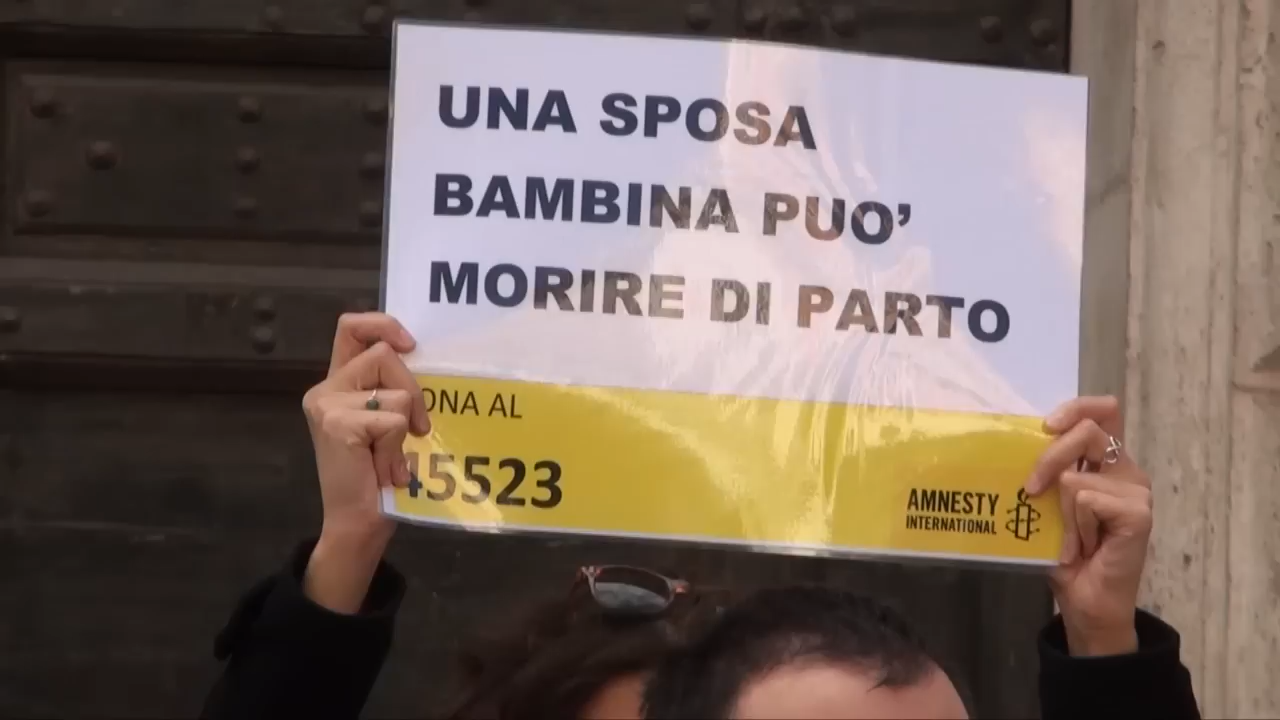 UNA SPOSA
BAMBINA PUO’
MORIRE DI PARTO
ONA AL
45523
AMNESTY
INTERNATIONAL